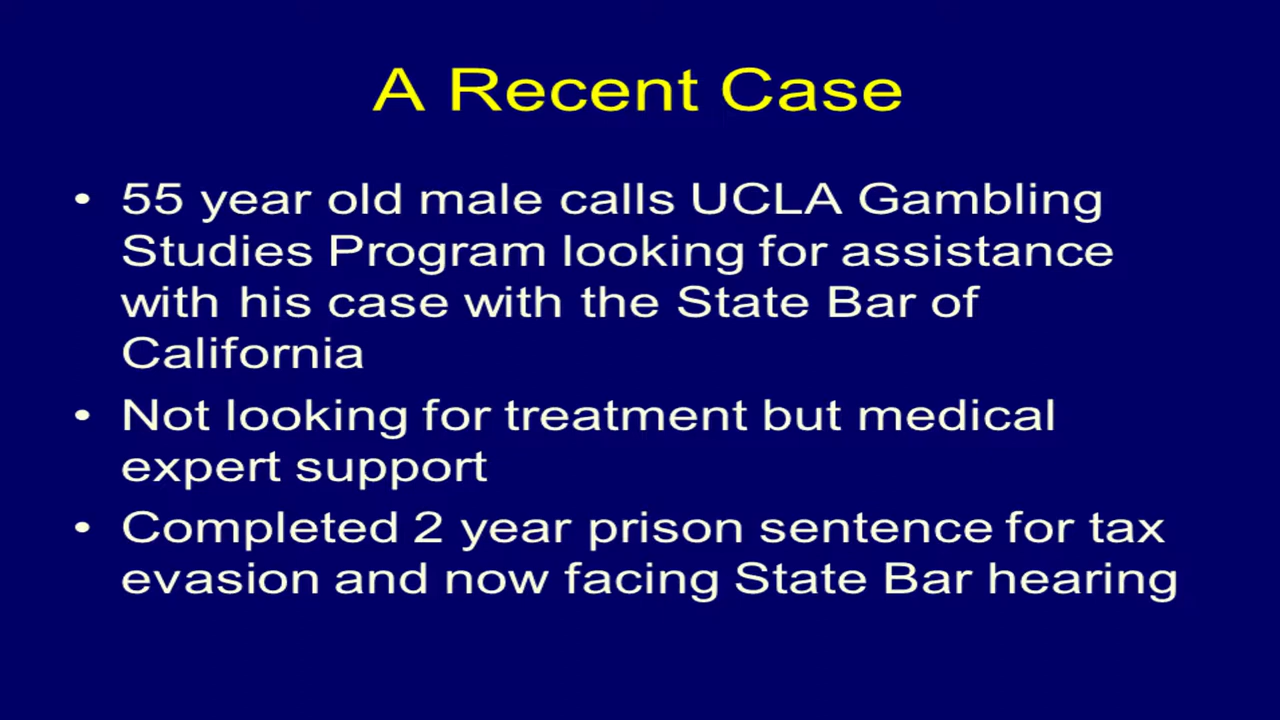 A Recent Case
• 55 year old male calls UCLA Gambling
Studies Program looking for assistance
with his case with the State Bar of
California
• Not looking for treatment but medical
expert support
• Completed 2 year prison sentence for tax
evasion and now facing State Bar hearing